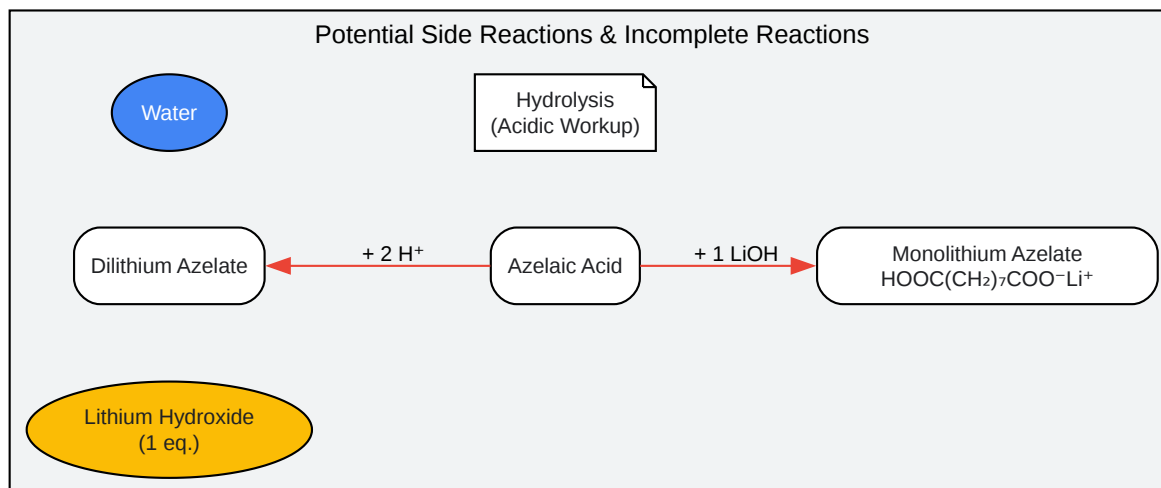 Potential Side Reactions & Incomplete Reactions
Water
Hydrolysis
(Acidic Workup)
Dilithium Azelate
+ 2 H⁺
Azelaic Acid
+ 1 LiOH
Monolithium Azelate
HOOC(CH₂)₇COO⁻Li⁺
Lithium Hydroxide
(1 eq.)